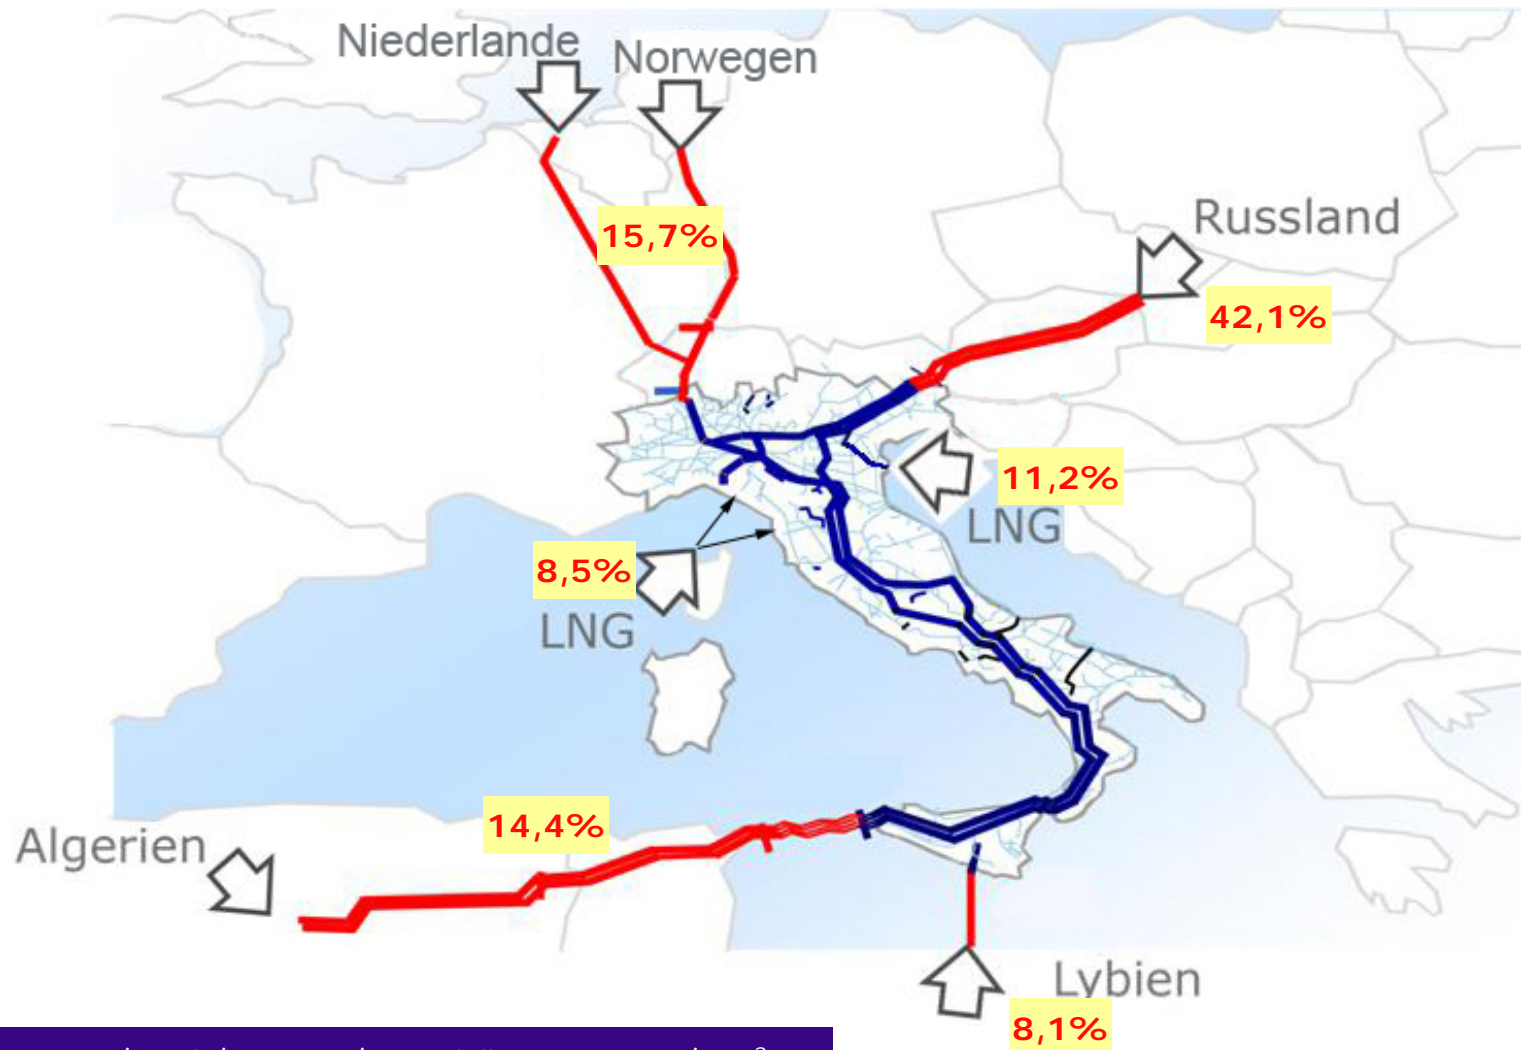 Niederlande
Norwegen
15,7%
Russland
42,1%
11,2%
LNG
8,5%
LNG
14,4%
Algerien
Lybien
8,1%